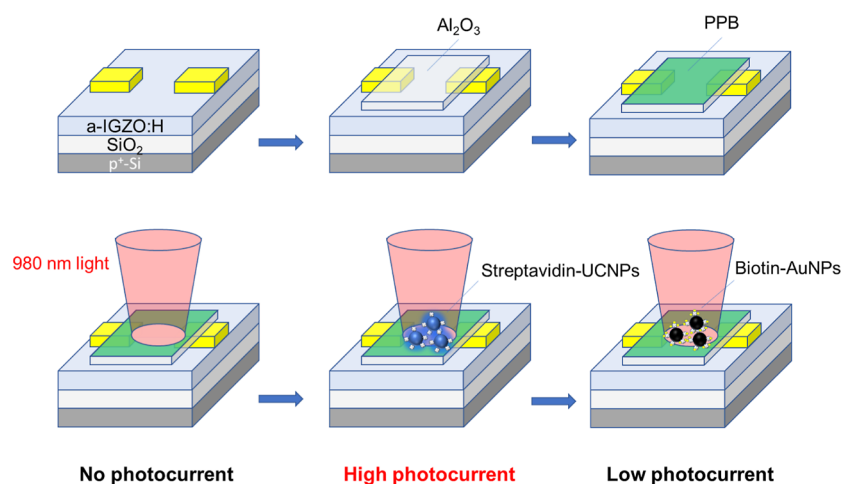 Al₂O₃
PPB
a-IGZO:H
SiO₂
p⁺-Si
980 nm light
Streptavidin-UCNPs
Biotin-AuNPs
No photocurrent
High photocurrent
Low photocurrent